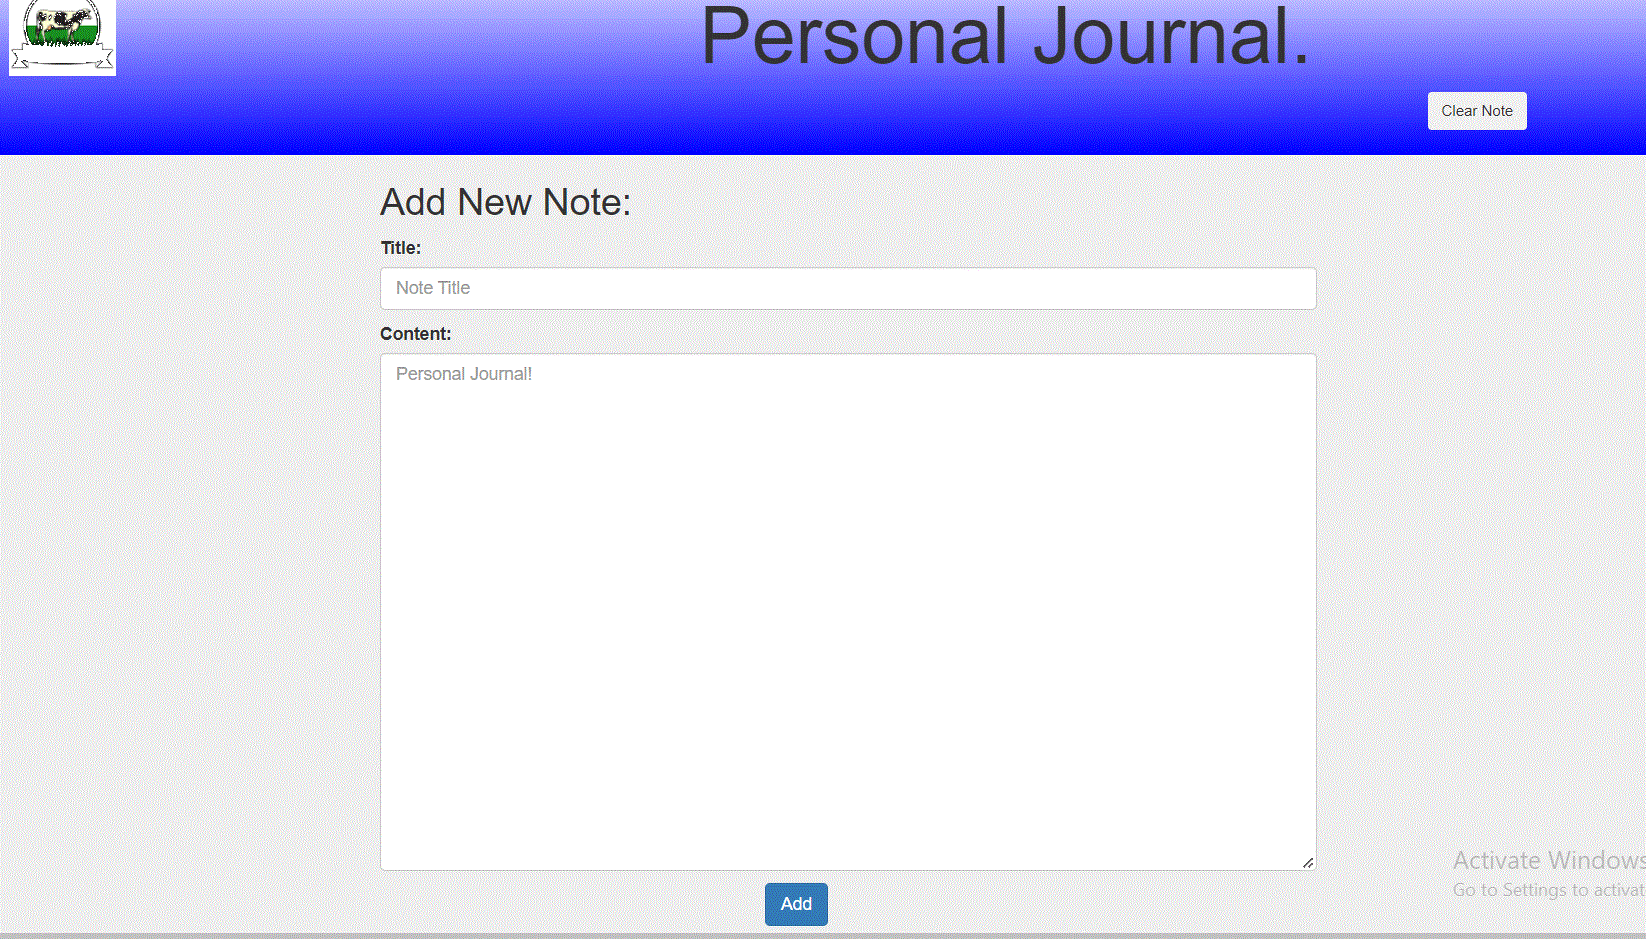 Personal Journal.
Clear Note
Add New Note:
Title:
Note Title
Content:
Personal Journal!
Add
Activate Windows
Go to Settings to activat